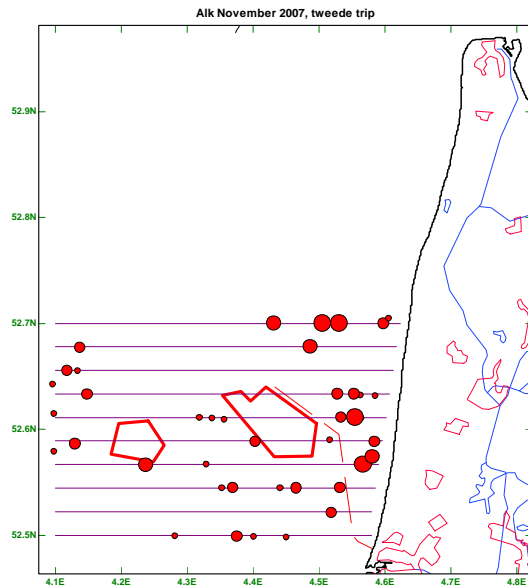 Alk November 2007, tweede trip
52.9N
52.8N
52.7N
52.6N
52.5N
4.1E 4.2E 4.3E 4.4E 4.5E 4.6E 4.7E 4.8E